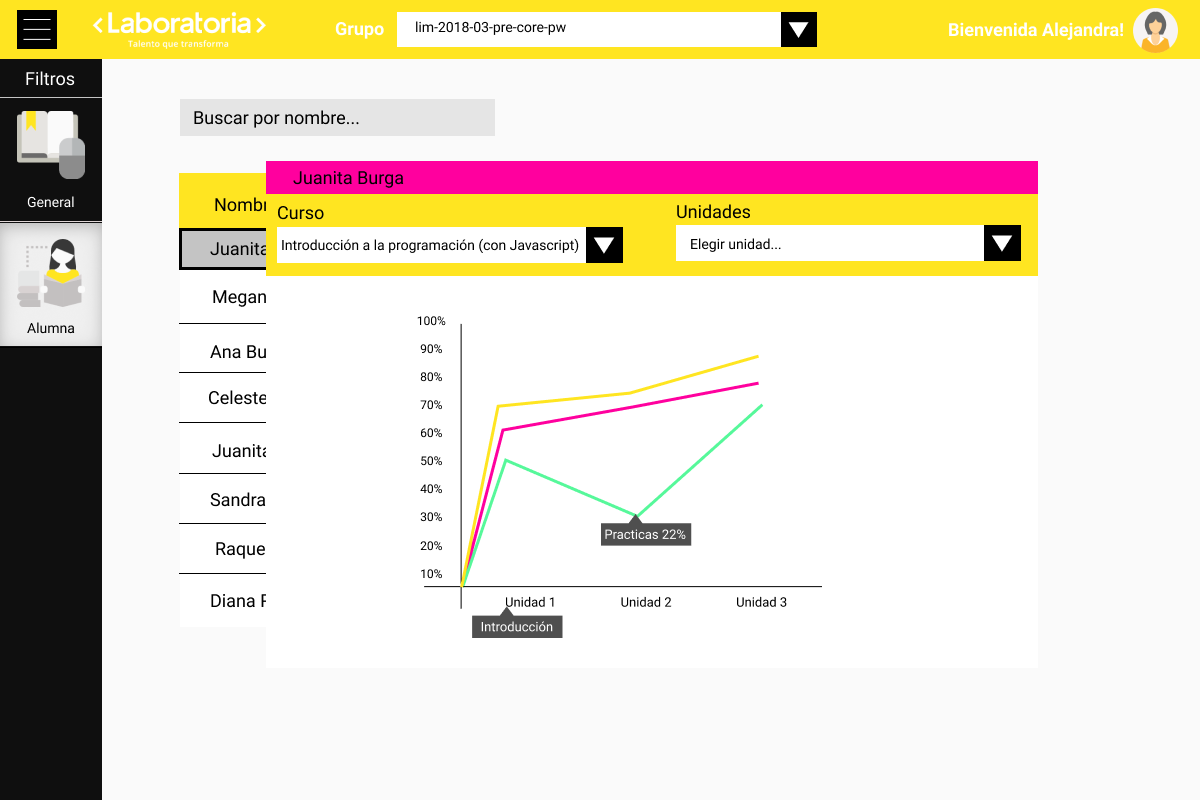 <Laboratoria>
Talento que transforma
Grupo
lim-2018-03-pre-core-pw
Bienvenida Alejandra!
Filtros
General
Alumna
Buscar por nombre...
Nombr
Juanita
Megan
Ana Bu
Celeste
Juanita
Sandra
Raque
Diana F
Juanita Burga
Curso
Introducción a la programación (con Javascript)
Unidades
Elegir unidad...
100%
90%
80%
70%
60%
50%
40%
30%
20%
10%
Practicas 22%
Unidad 1
Unidad 2
Unidad 3
Introducción